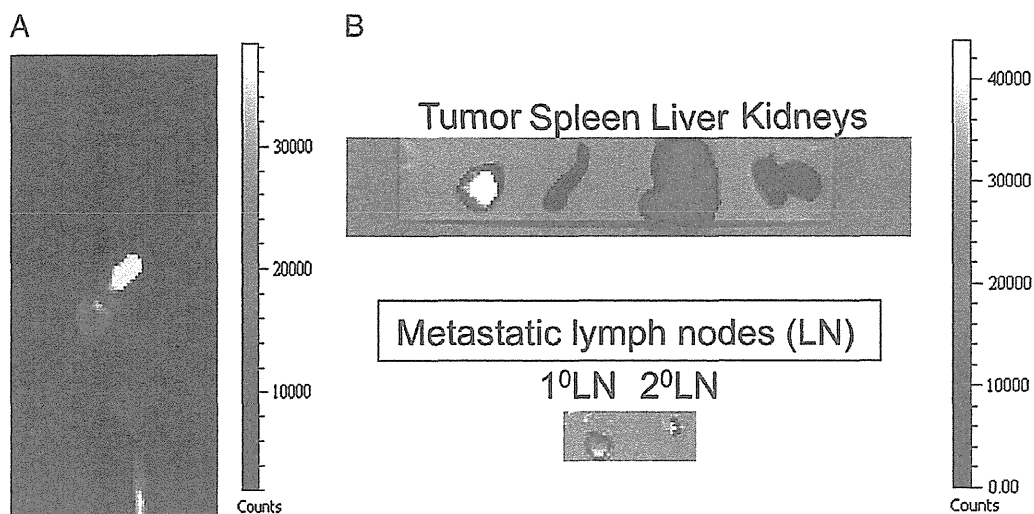 A
30000
20000
10000
Counts
B
Tumor Spleen Liver Kidneys
Metastatic lymph nodes (LN)
1⁰LN 2⁰LN
40000
30000
20000
10000
0.00
Counts